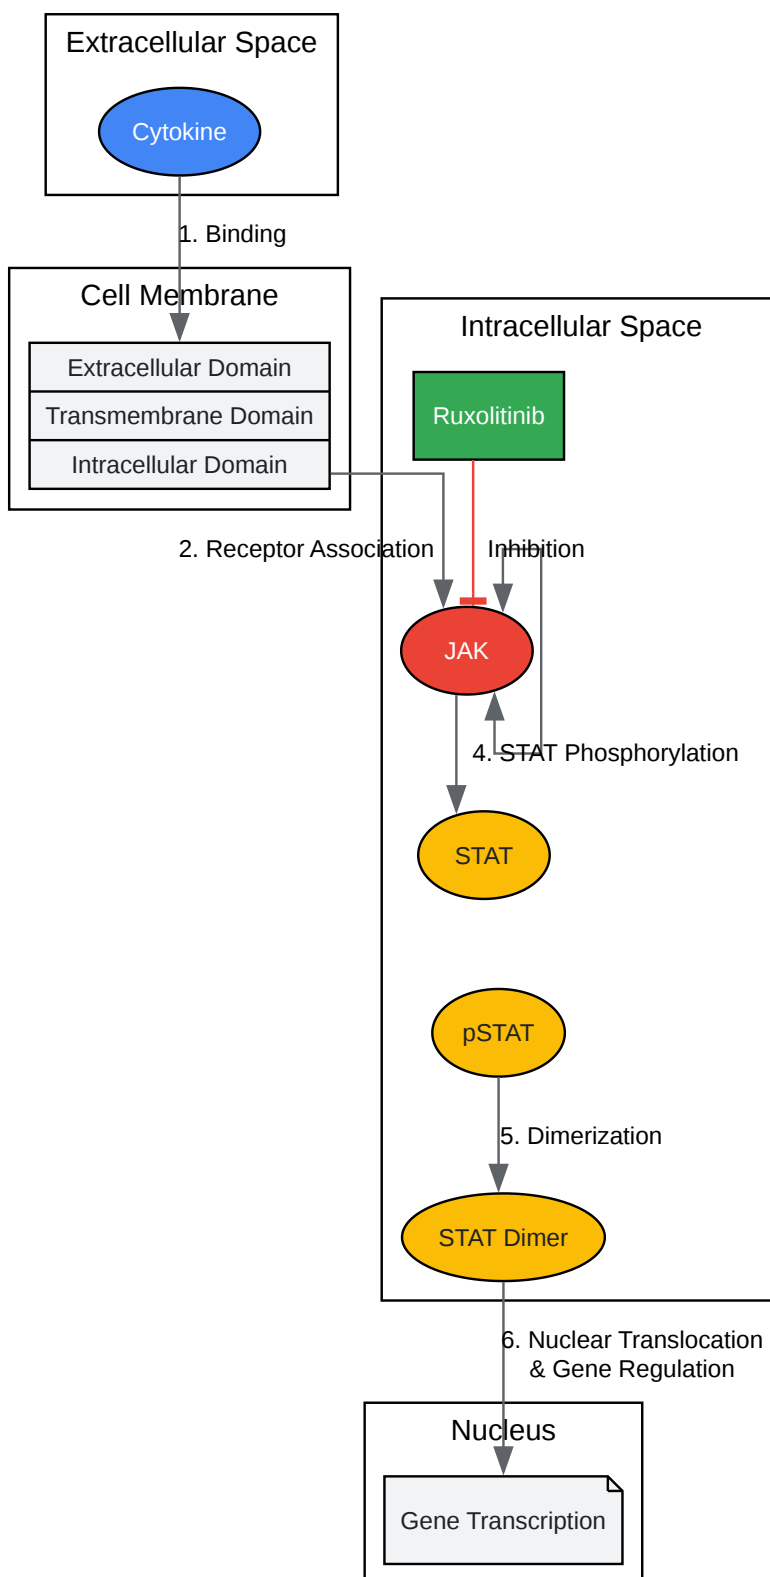 Extracellular Space
Cytokine
1. Binding
Cell Membrane
Extracellular Domain
Transmembrane Domain
Intracellular Domain
Intracellular Space
Ruxolitinib
2. Receptor Association
Inhibition
JAK
4. STAT Phosphorylation
STAT
pSTAT
5. Dimerization
STAT Dimer
6. Nuclear Translocation
& Gene Regulation
Nucleus
Gene Transcription